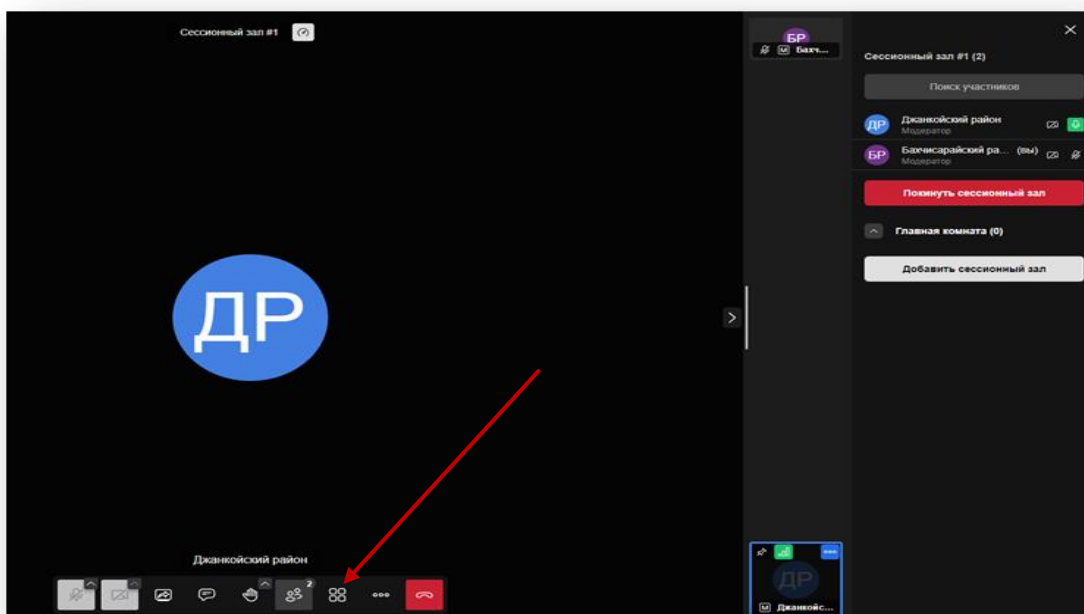 Сессионный зал #1
БР
Бахч...
Сессионный зал #1 (2)
Поиск участников
ДР
Джанкойский район
Модератор
БР
Бахчисарайский ра... (вы)
Модератор
Покинуть сессионный зал
Главная комната (0)
Добавить сессионный зал
ДР
Джанкойский район
2
ДР
Джанкойс...